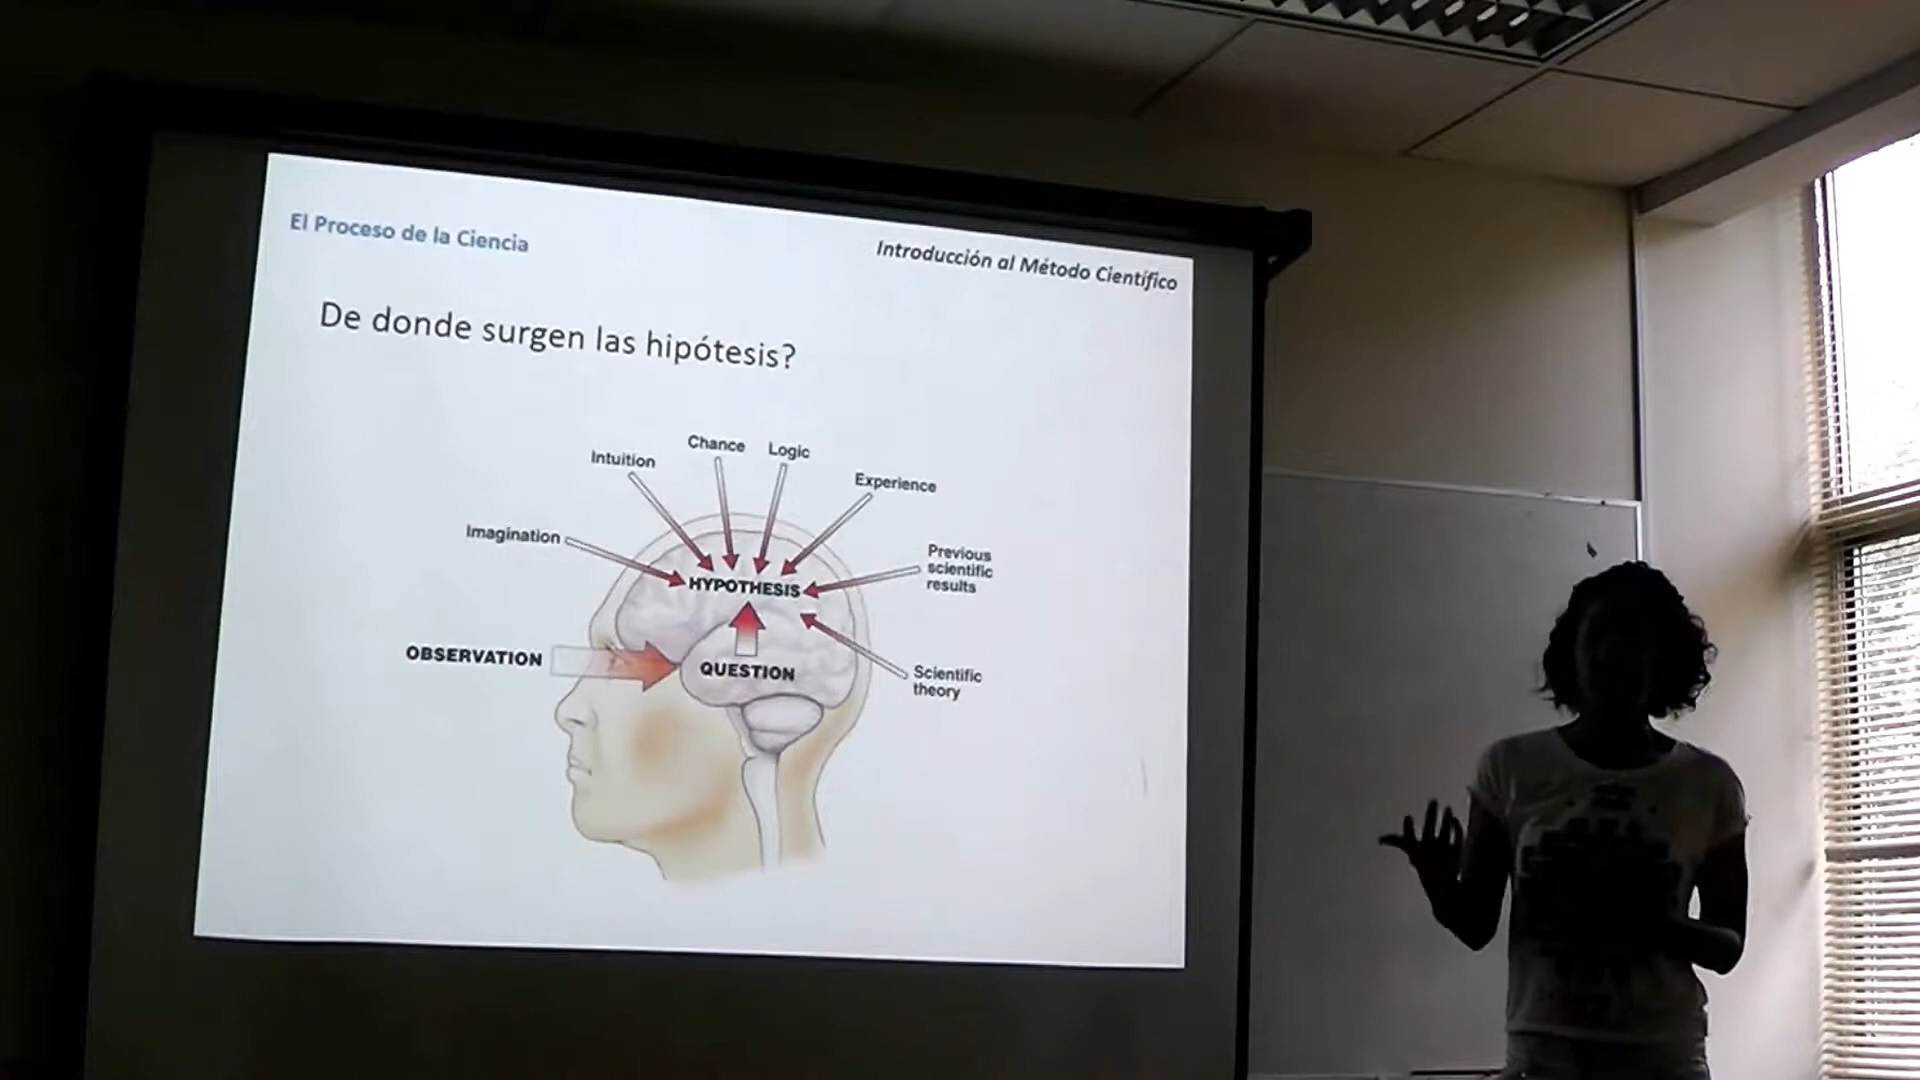 El Proceso de la Ciencia
Introducción al Método Científico
De donde surgen las hipótesis?
Chance
Logic
Intuition
Experience
Imagination
Previous
scientific
results
HYPOTHESIS
OBSERVATION
QUESTION
Scientific
theory